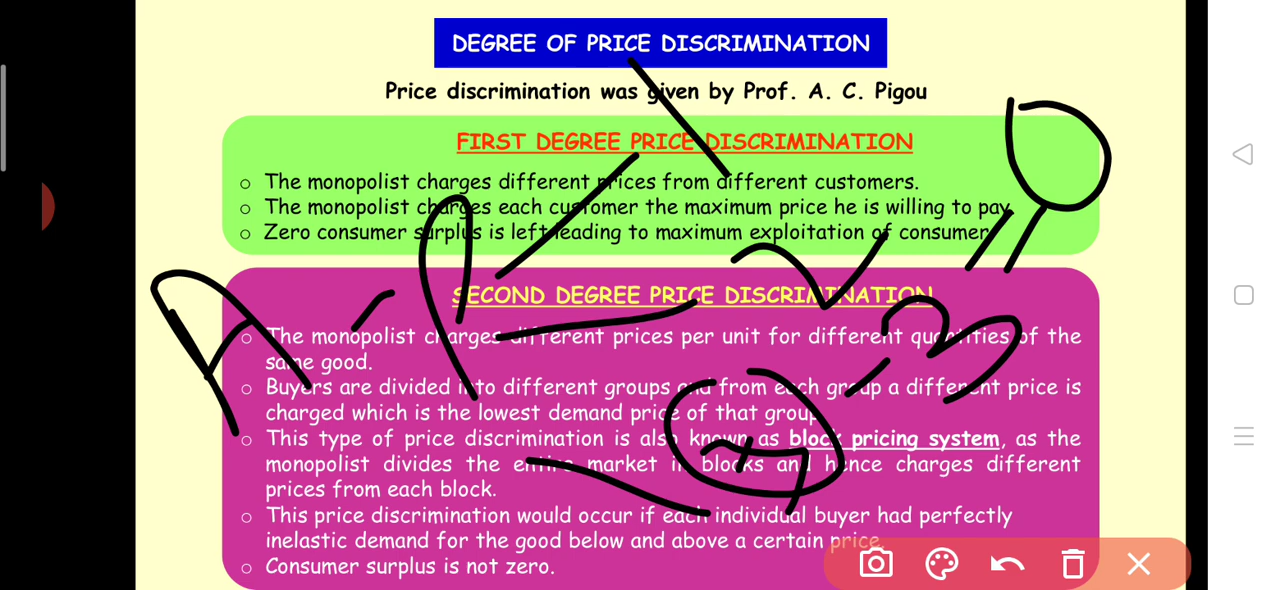 DEGREE OF PRICE DISCRIMINATION
Price discrimination was given by Prof. A. C. Pigou
FIRST DEGREE PRICE DISCRIMINATION
○ The monopolist charges different prices from different customers.
○ The monopolist charges each customer the maximum price he is willing to pay.
○ Zero consumer surplus is left leading to maximum exploitation of consumer.
SECOND DEGREE PRICE DISCRIMINATION
○ The monopolist charges different prices per unit for different quantities of the
same good.
○ Buyers are divided into different groups and from each group a different price is
charged which is the lowest demand price of that group.
○ This type of price discrimination is also known as block pricing system, as the
monopolist divides the entire market in blocks and hence charges different
prices from each block.
○ This price discrimination would occur if each individual buyer had perfectly
inelastic demand for the good below and above a certain price.
○ Consumer surplus is not zero.